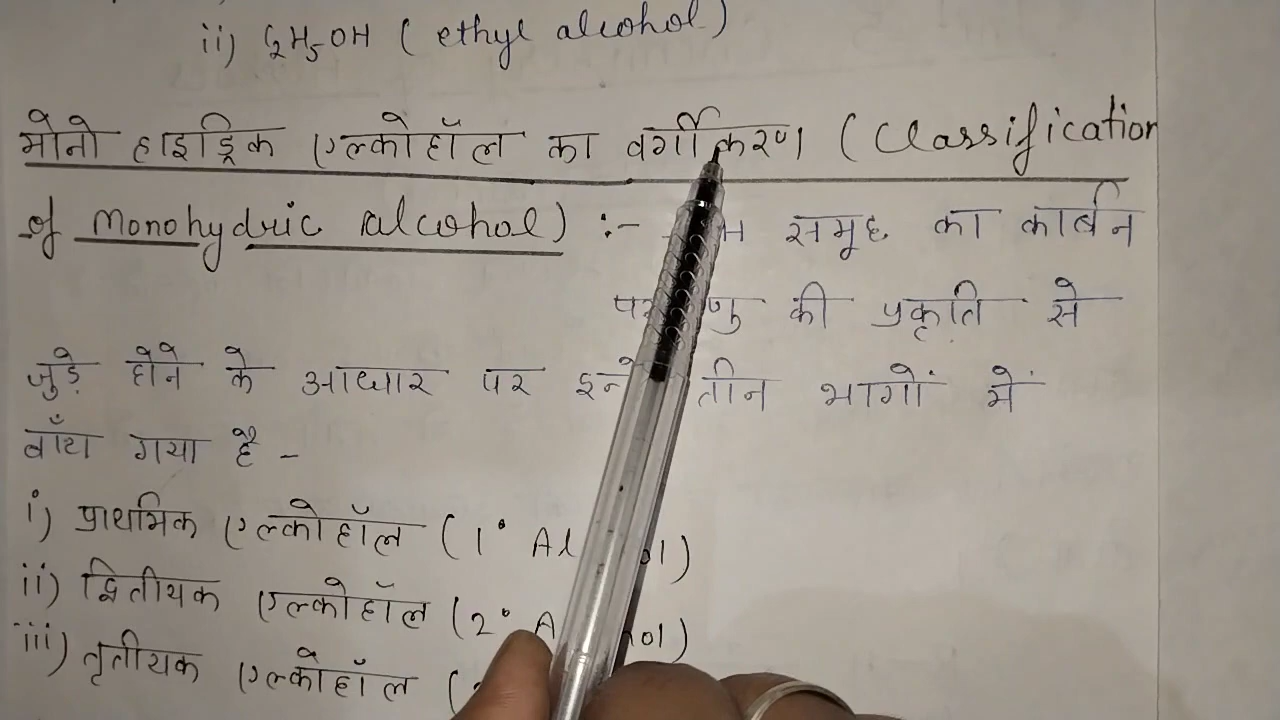 ii) C₂H₅OH ( ethyl alcohol )
मोनो हाइड्रिक एल्कोहॉल का वर्गीकरण ( Classification
of Monohydric alcohol ) :- समूह का कार्बन
की प्रकृति से
जुड़े होने के आधार पर तीन भागों में
बाँटा गया है -
i) प्राथमिक एल्कोहॉल ( 1°
ii) द्वितीयक एल्कोहॉल ( 2°
iii) तृतीयक एल्कोहॉल (